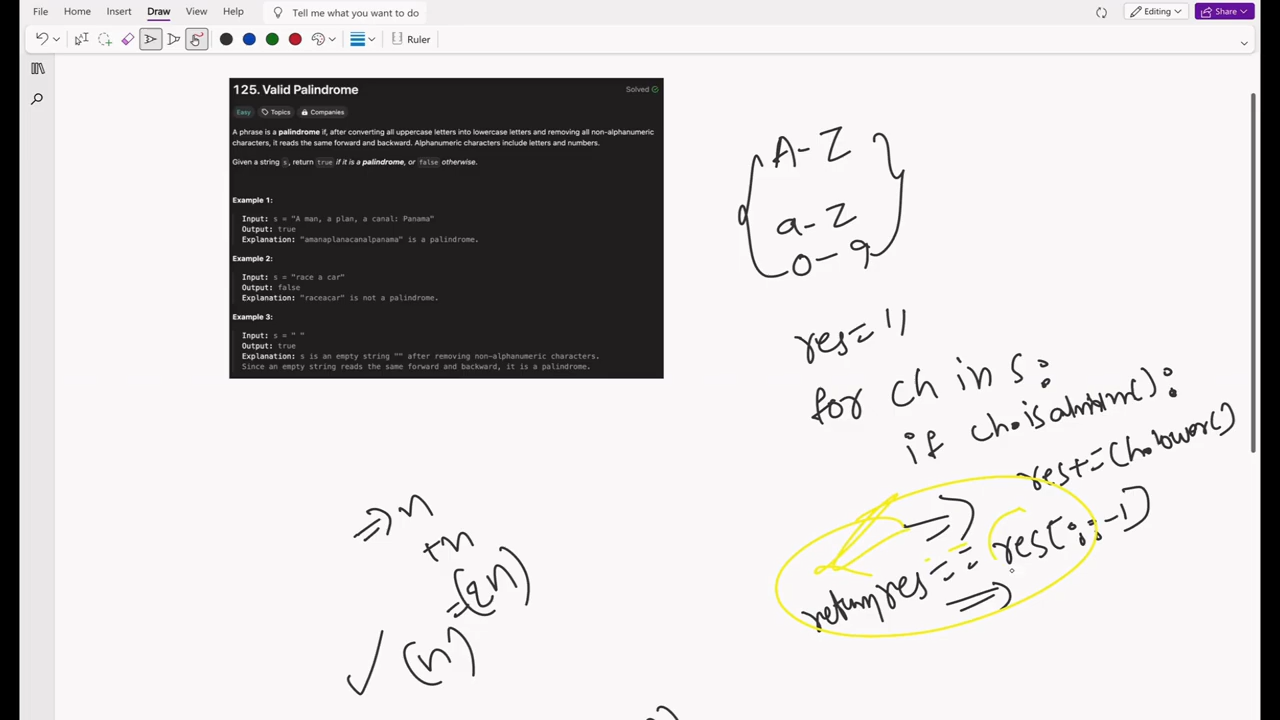 File Home Insert Draw View Help Tell me what you want to do Editing Share
Ruler
125. Valid Palindrome Solved
Easy Topics Companies
A phrase is a palindrome if, after converting all uppercase letters into lowercase letters and removing all non-alphanumeric
characters, it reads the same forward and backward. Alphanumeric characters include letters and numbers.
Given a string s, return true if it is a palindrome, or false otherwise.
Example 1:
Input: s = "A man, a plan, a canal: Panama"
Output: true
Explanation: "amanaplanacanalpanama" is a palindrome.
Example 2:
Input: s = "race a car"
Output: false
Explanation: "raceacar" is not a palindrome.
Example 3:
Input: s = " "
Output: true
Explanation: s is an empty string "" after removing non-alphanumeric characters.
Since an empty string reads the same forward and backward, it is a palindrome.
A-Z
a-z
0-9
res=''
for ch in s:
if ch.isalnum():
res+=ch.lower()
return res==res[::-1]
=> n
+n
=(2n)
(n)